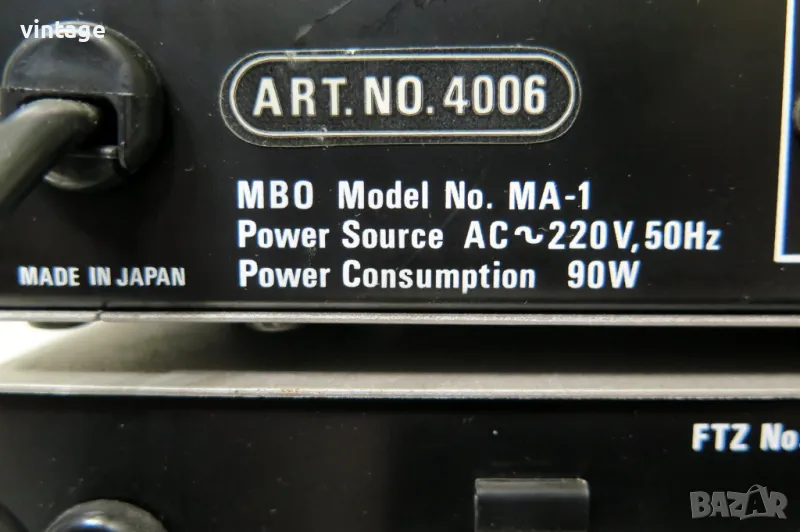 vintage
ART. NO. 4006
MBO Model No. MA-1
Power Source AC~220V, 50Hz
MADE IN JAPAN Power Consumption 90W
FTZ No.
BAZAR